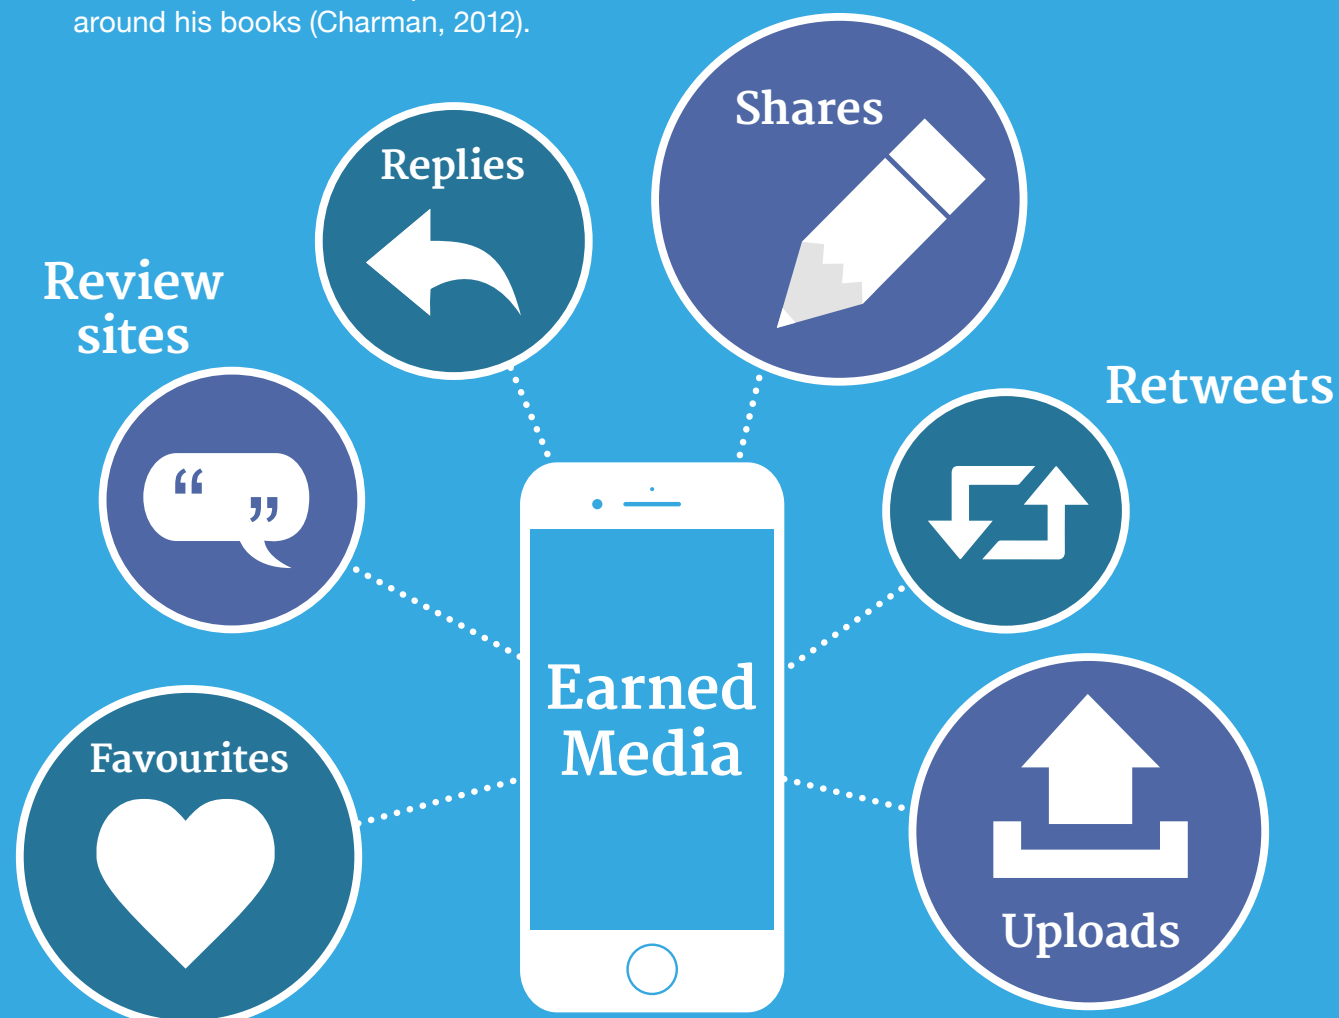 around his books (Charman, 2012).
Shares
Replies
Review
sites
Retweets
“ ”
Earned
Media
Favourites
Uploads